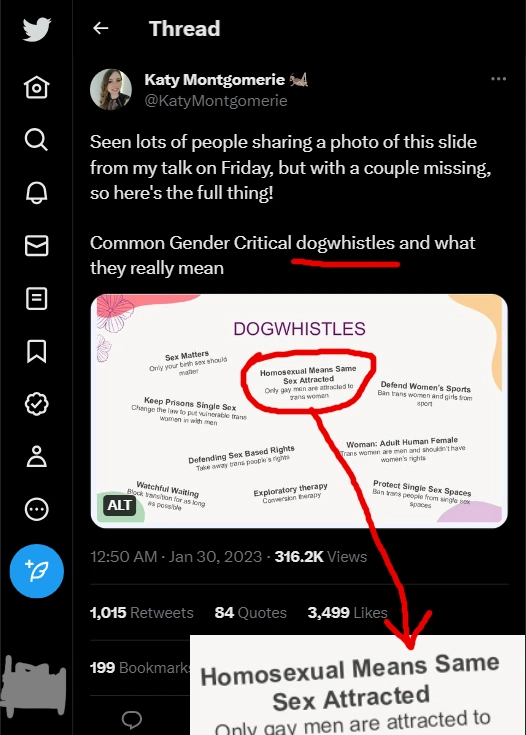 Thread
Katy Montgomerie
@KatyMontgomerie
Seen lots of people sharing a photo of this slide
from my talk on Friday, but with a couple missing,
so here's the full thing!
Common Gender Critical dogwhistles and what
they really mean
DOGWHISTLES
Sex Matters
Only your birth sex should
matter
Homosexual Means Same
Sex Attracted
Only gay men are attracted to
trans woman
Defend Women's Sports
Ban trans women and girls from
sport
Keep Prisons Single Sex
Change the law to put vulnerable trans
women in with men
Defending Sex Based Rights
Take away trans people's rights
Woman: Adult Human Female
Trans women are men and shouldn't have
women's rights
Watchful Waiting
Block transition for as long
as possible
Exploratory therapy
Conversion therapy
Protect Single Sex Spaces
Ban trans people from single sex
spaces
ALT
12:50 AM · Jan 30, 2023 · 316.2K Views
1,015 Retweets 84 Quotes 3,499 Likes
199 Bookmarks
Homosexual Means Same
Sex Attracted
Only gay men are attracted to